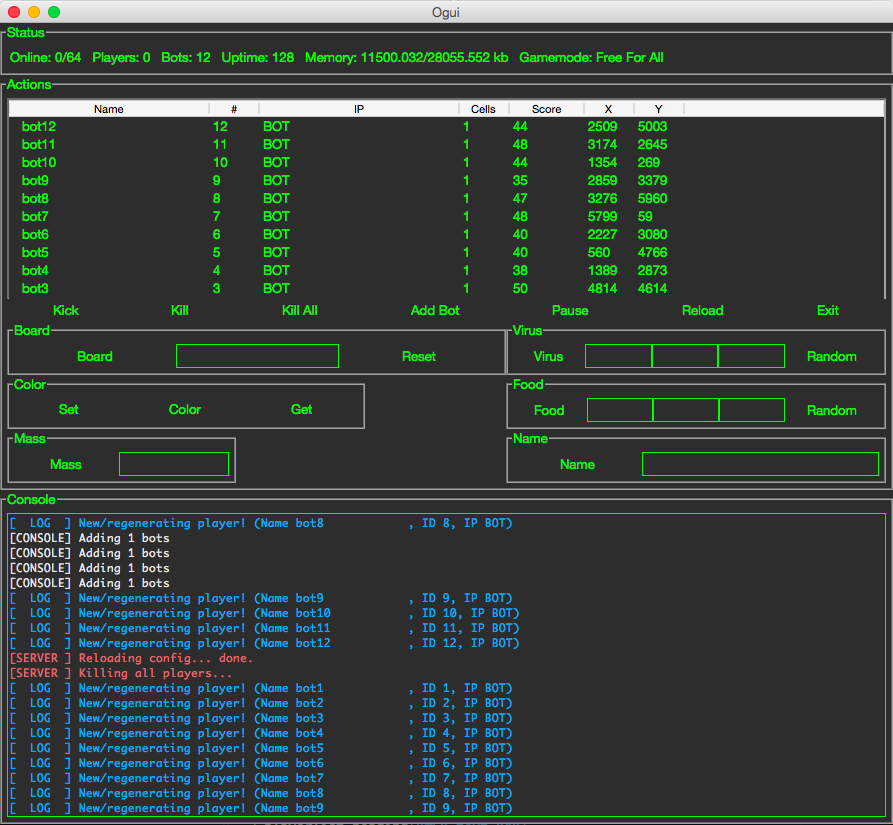 Ogui
Status
Online: 0/64 Players: 0 Bots: 12 Uptime: 128 Memory: 11500.032/28055.552 kb Gamemode: Free For All
Actions
Name # IP Cells Score X Y
bot12 12 BOT 1 44 2509 5003
bot11 11 BOT 1 48 3174 2645
bot10 10 BOT 1 44 1354 269
bot9 9 BOT 1 35 2859 3379
bot8 8 BOT 1 47 3276 5960
bot7 7 BOT 1 48 5799 59
bot6 6 BOT 1 40 2227 3080
bot5 5 BOT 1 40 560 4766
bot4 4 BOT 1 38 1389 2873
bot3 3 BOT 1 50 4814 4614
Kick Kill Kill All Add Bot Pause Reload Exit
Board Virus
Board Reset Virus Random
Color Food
Set Color Get Food Random
Mass Name
Mass Name
Console
[ LOG ] New/regenerating player! (Name bot8 , ID 8, IP BOT)
[CONSOLE] Adding 1 bots
[CONSOLE] Adding 1 bots
[CONSOLE] Adding 1 bots
[CONSOLE] Adding 1 bots
[ LOG ] New/regenerating player! (Name bot9 , ID 9, IP BOT)
[ LOG ] New/regenerating player! (Name bot10 , ID 10, IP BOT)
[ LOG ] New/regenerating player! (Name bot11 , ID 11, IP BOT)
[ LOG ] New/regenerating player! (Name bot12 , ID 12, IP BOT)
[SERVER ] Reloading config... done.
[SERVER ] Killing all players...
[ LOG ] New/regenerating player! (Name bot1 , ID 1, IP BOT)
[ LOG ] New/regenerating player! (Name bot2 , ID 2, IP BOT)
[ LOG ] New/regenerating player! (Name bot3 , ID 3, IP BOT)
[ LOG ] New/regenerating player! (Name bot4 , ID 4, IP BOT)
[ LOG ] New/regenerating player! (Name bot5 , ID 5, IP BOT)
[ LOG ] New/regenerating player! (Name bot6 , ID 6, IP BOT)
[ LOG ] New/regenerating player! (Name bot7 , ID 7, IP BOT)
[ LOG ] New/regenerating player! (Name bot8 , ID 8, IP BOT)
[ LOG ] New/regenerating player! (Name bot9 , ID 9, IP BOT)